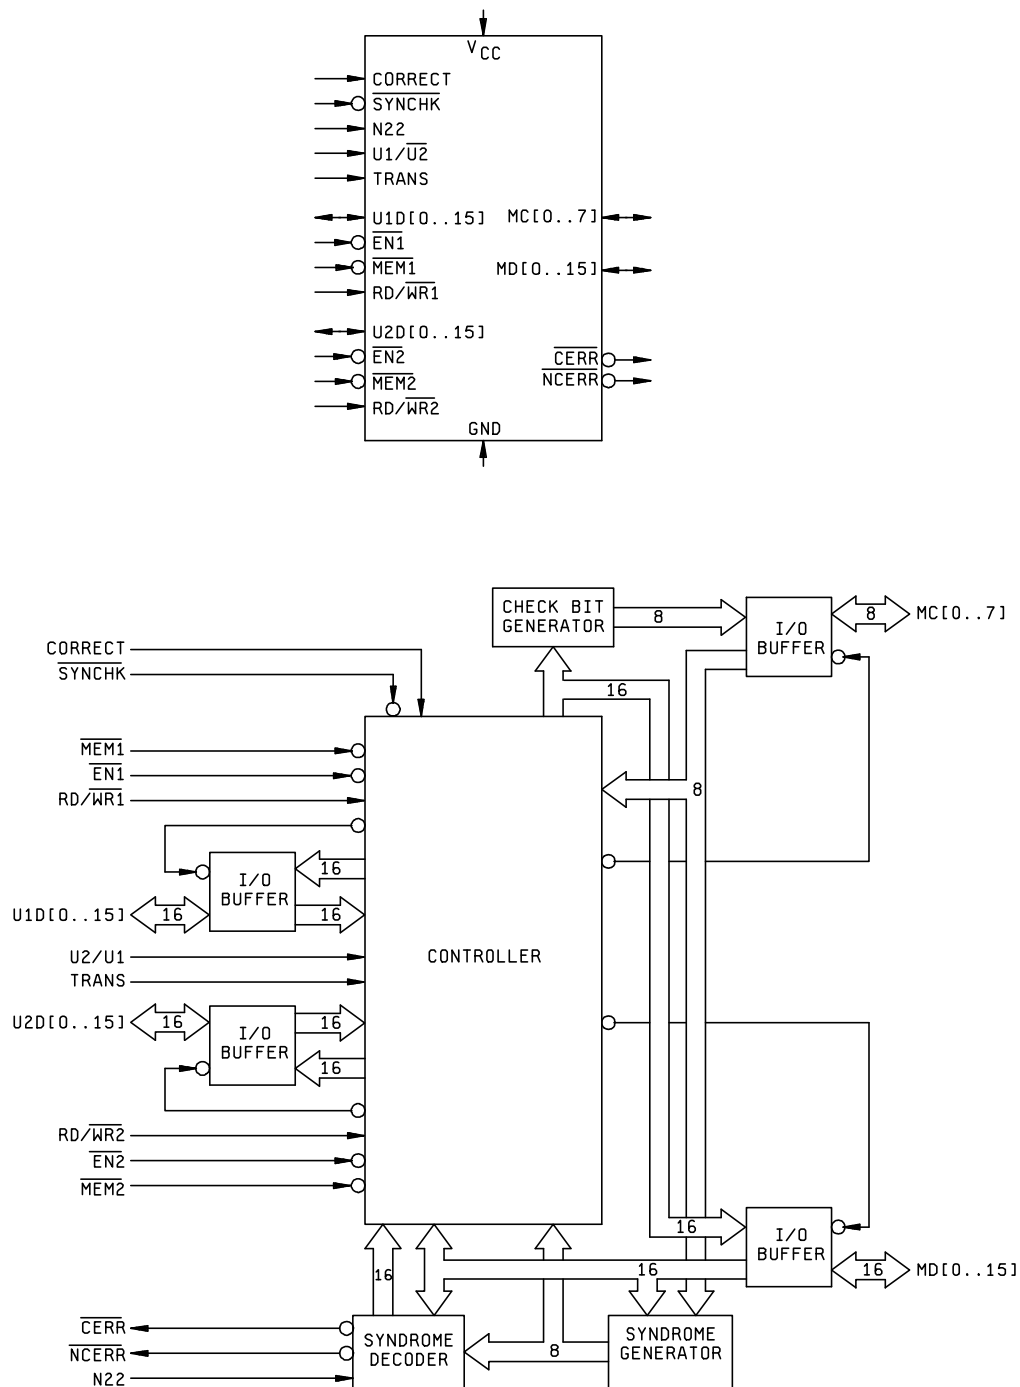 VCC
CORRECT
SYNCHK
N22
U1/U2
TRANS
U1D[0..15] MC[0..7]
EN1
MEM1 MD[0..15]
RD/WR1
U2D[0..15]
EN2 CERR
MEM2 NCERR
RD/WR2
GND
CHECK BIT
GENERATOR
8
I/O
BUFFER
8
MC[0..7]
CORRECT
SYNCHK
16
MEM1
EN1
RD/WR1
8
I/O
BUFFER
16
U1D[0..15]
16
16
U2/U1
TRANS
CONTROLLER
U2D[0..15]
16
I/O
BUFFER
16
16
RD/WR2
EN2
MEM2
16
I/O
BUFFER
16
MD[0..15]
16
16
CERR
NCERR
N22
SYNDROME
DECODER
8
SYNDROME
GENERATOR